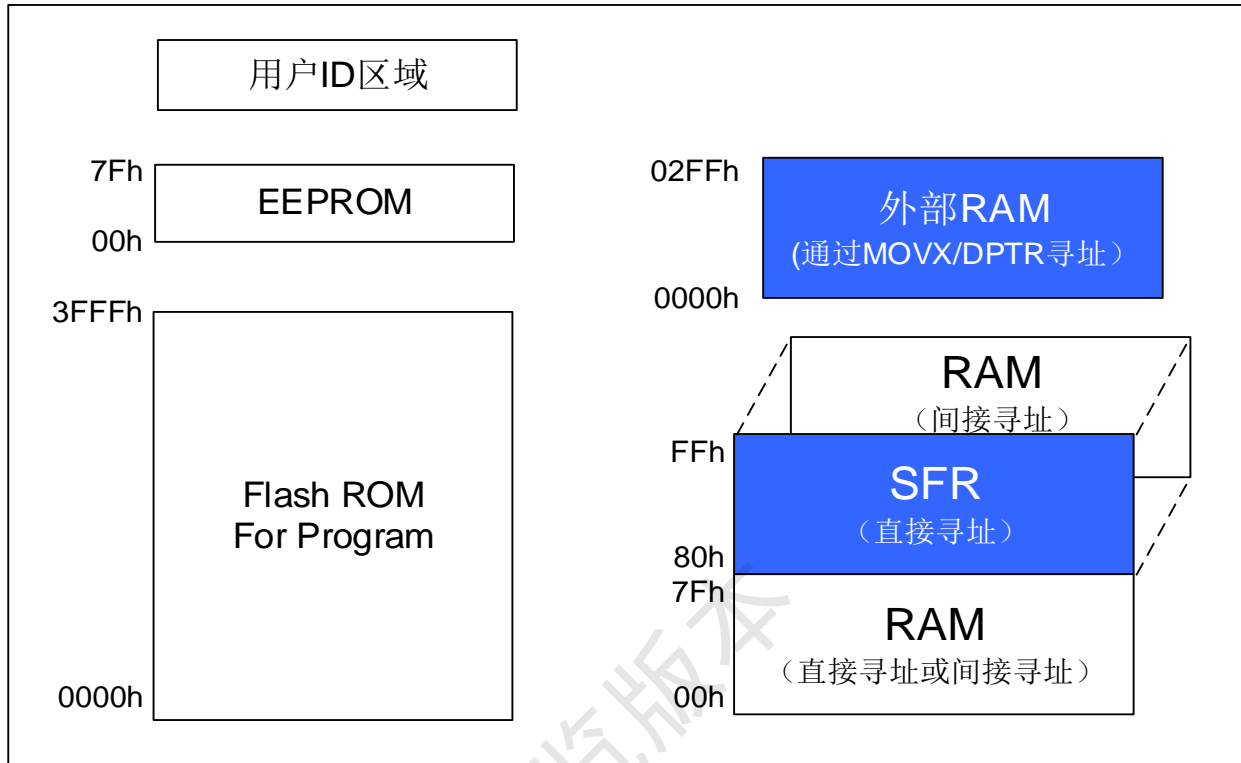 用户ID区域
7Fh
EEPROM
00h
3FFFh
Flash ROM
For Program
0000h
02FFh
外部RAM
(通过MOVX/DPTR寻址）
0000h
RAM
（间接寻址）
FFh
SFR
（直接寻址）
80h
7Fh
RAM
（直接寻址或间接寻址）
00h
览版本